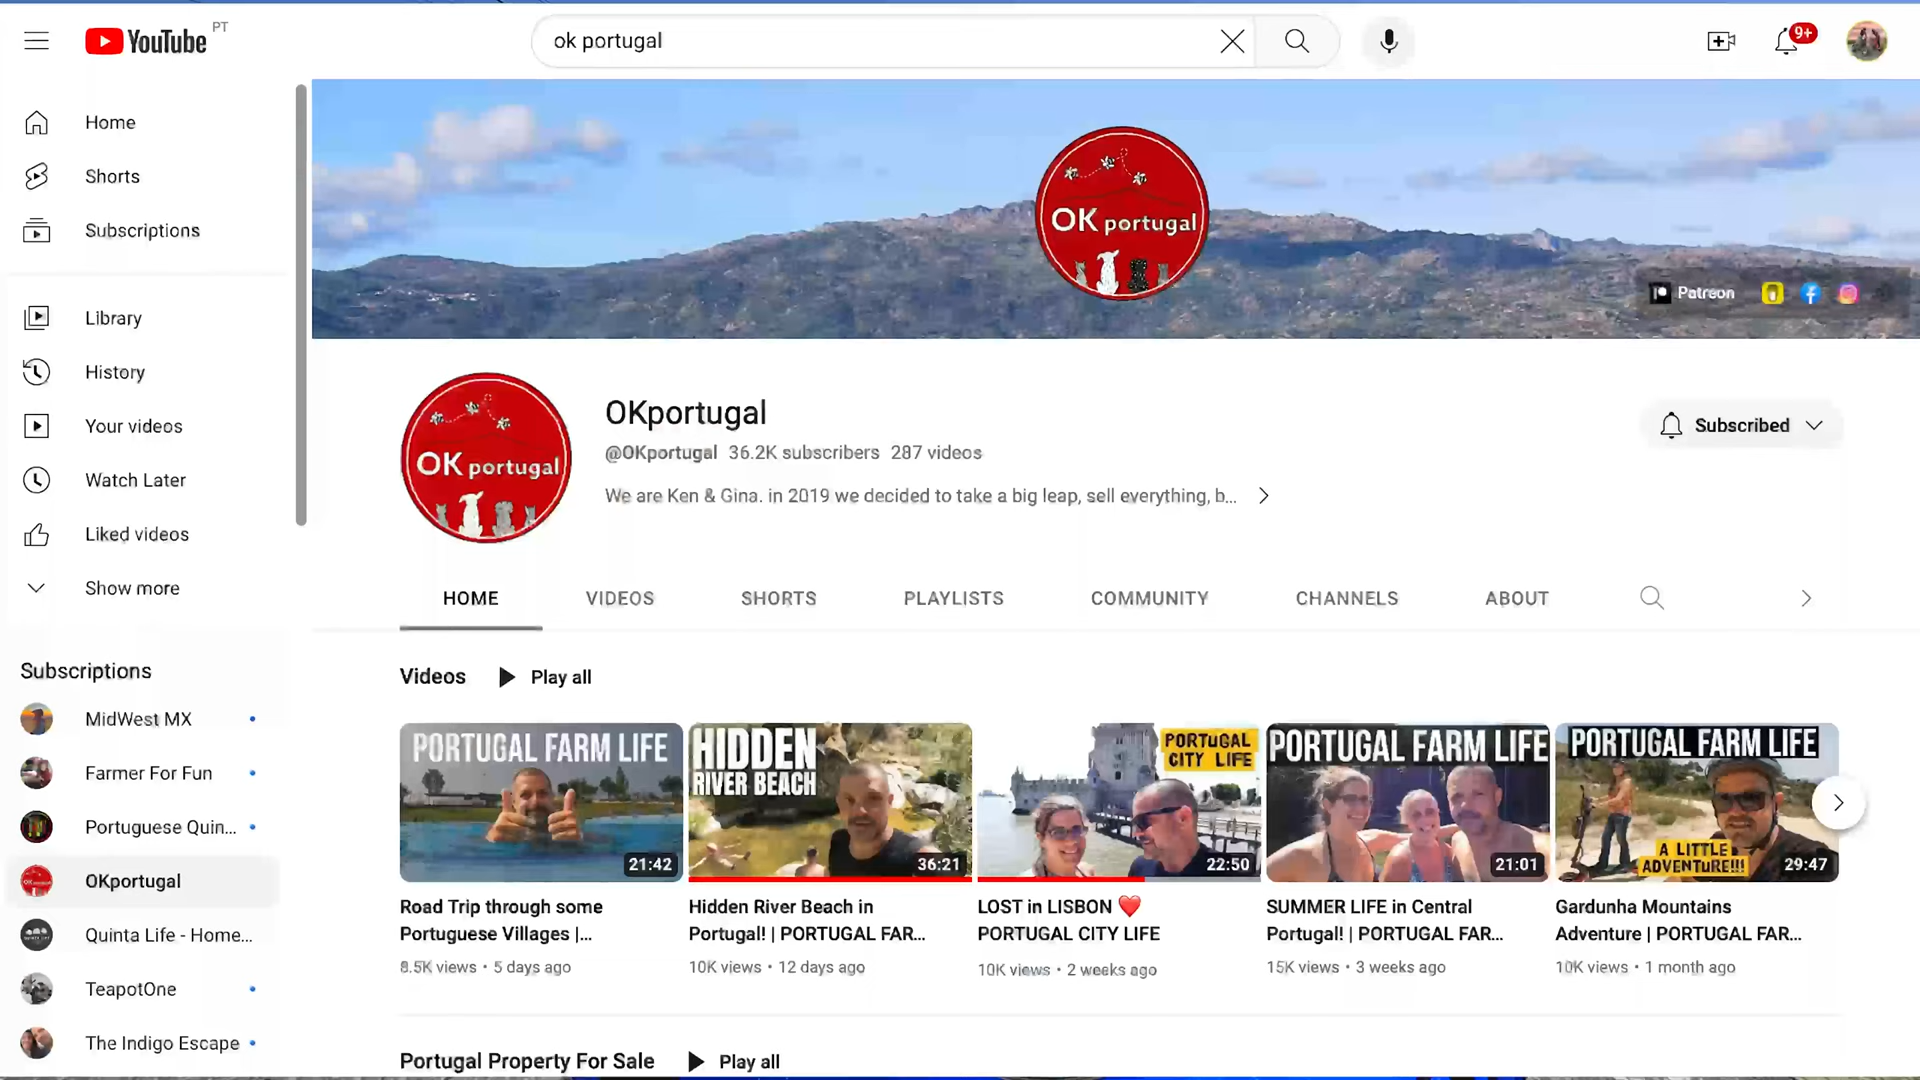 YouTube PT
ok portugal
9+
Home
Shorts
Subscriptions
Library
History
Your videos
Watch Later
Liked videos
Show more
Subscriptions
MidWest MX
Farmer For Fun
Portuguese Quin...
OKportugal
Quinta Life - Home...
TeapotOne
The Indigo Escape
OK portugal
Patreon
OK portugal
OKportugal
@OKportugal 36.2K subscribers 287 videos
We are Ken & Gina. in 2019 we decided to take a big leap, sell everything, b...
Subscribed
HOME VIDEOS SHORTS PLAYLISTS COMMUNITY CHANNELS ABOUT
Videos Play all
PORTUGAL FARM LIFE
21:42
Road Trip through some
Portuguese Villages |...
8.5K views • 5 days ago
HIDDEN
RIVER BEACH
36:21
Hidden River Beach in
Portugal! | PORTUGAL FAR...
10K views • 12 days ago
PORTUGAL
CITY LIFE
22:50
LOST in LISBON ❤️
PORTUGAL CITY LIFE
10K views • 2 weeks ago
PORTUGAL FARM LIFE
21:01
SUMMER LIFE in Central
Portugal! | PORTUGAL FAR...
15K views • 3 weeks ago
PORTUGAL FARM LIFE
A LITTLE
ADVENTURE!!!
29:47
Gardunha Mountains
Adventure | PORTUGAL FAR...
10K views • 1 month ago
Portugal Property For Sale Play all